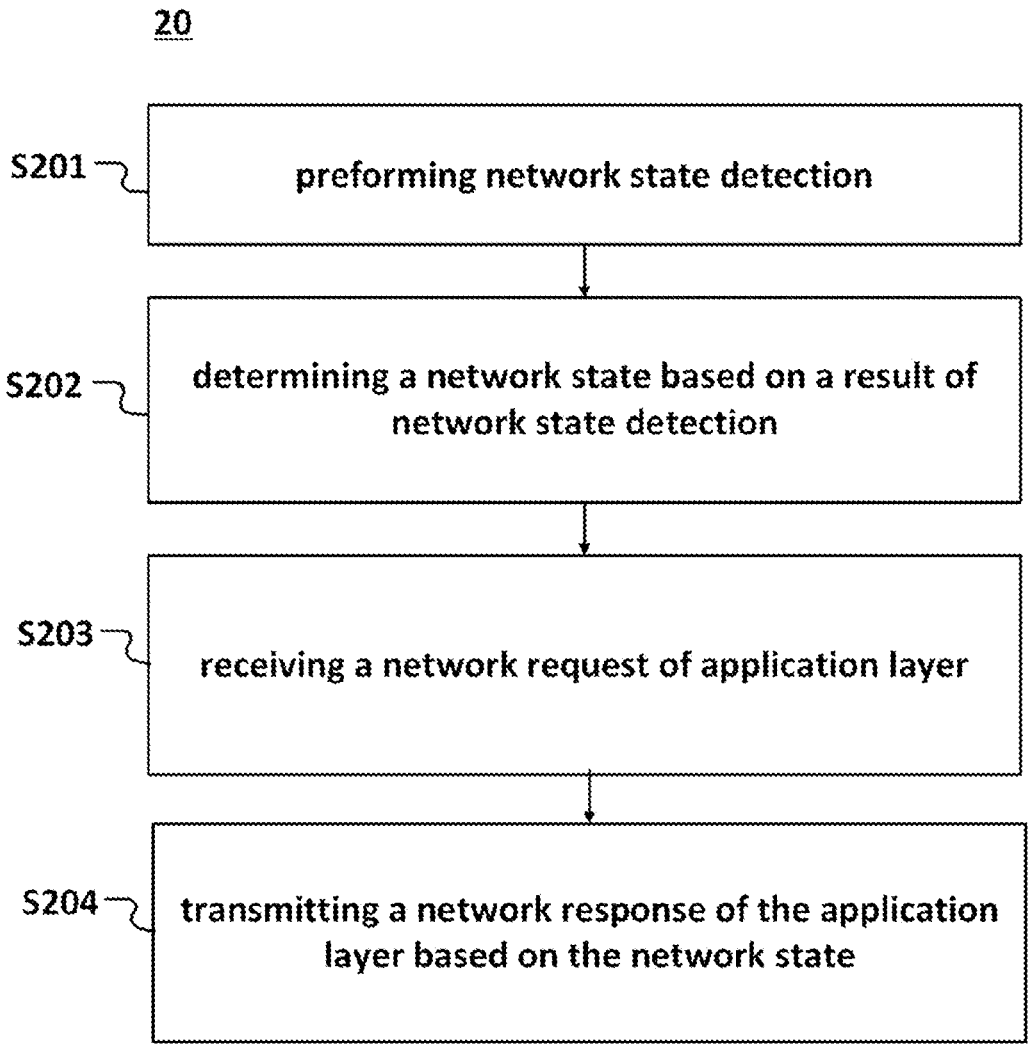 20
S201
preforming network state detection
S202
determining a network state based on a result of
network state detection
S203
receiving a network request of application layer
S204
transmitting a network response of the application
layer based on the network state